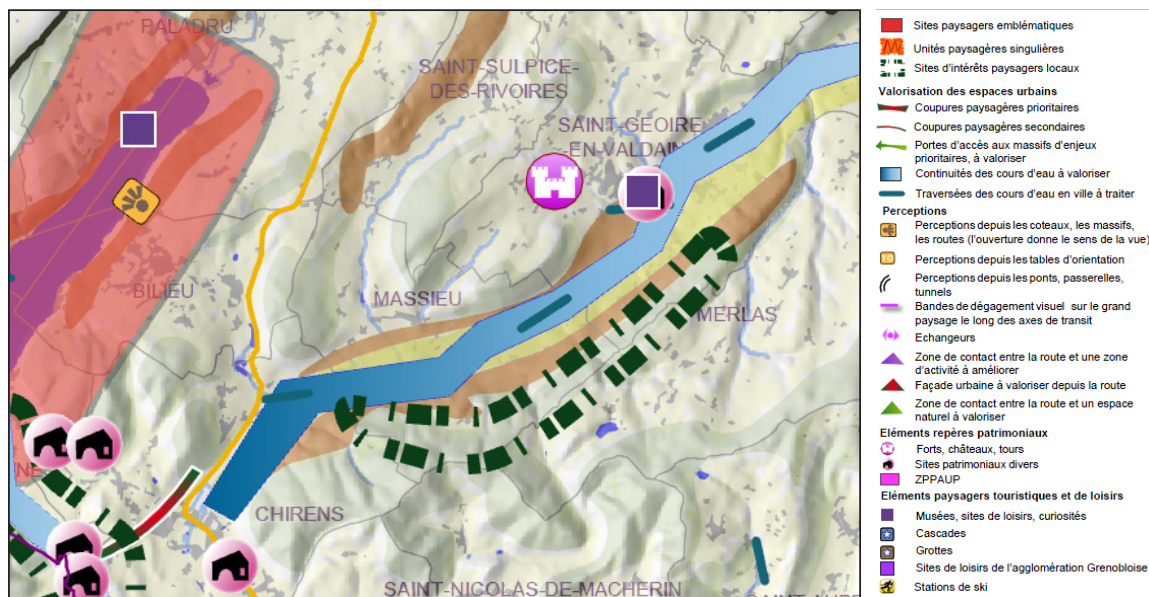 PALADRU
SAINT-SULPICE-
DES-RIVOIRES
SAINT-GEOIRE
-EN-VALDAIN
BILIEU
MASSIEU
MERLAS
CHIRENS
SAINT-NICOLAS-DE-MACHERIN
Sites paysagers emblématiques
Unités paysagères singulières
Sites d'intérêts paysagers locaux
Valorisation des espaces urbains
Coupures paysagères prioritaires
Coupures paysagères secondaires
Portes d'accès aux massifs d'enjeux
prioritaires, à valoriser
Continuités des cours d'eau à valoriser
Traversées des cours d'eau en ville à traiter
Perceptions
Perceptions depuis les coteaux, les massifs,
les routes (l'ouverture donne le sens de la vue)
Perceptions depuis les tables d'orientation
Perceptions depuis les ponts, passerelles,
tunnels
Bandes de dégagement visuel sur le grand
paysage le long des axes de transit
Echangeurs
Zone de contact entre la route et une zone
d'activité à améliorer
Façade urbaine à valoriser depuis la route
Zone de contact entre la route et un espace
naturel à valoriser
Eléments repères patrimoniaux
Forts, châteaux, tours
Sites patrimoniaux divers
ZPPAUP
Eléments paysagers touristiques et de loisirs
Musées, sites de loisirs, curiosités
Cascades
Grottes
Sites de loisirs de l'agglomération Grenobloise
Stations de ski